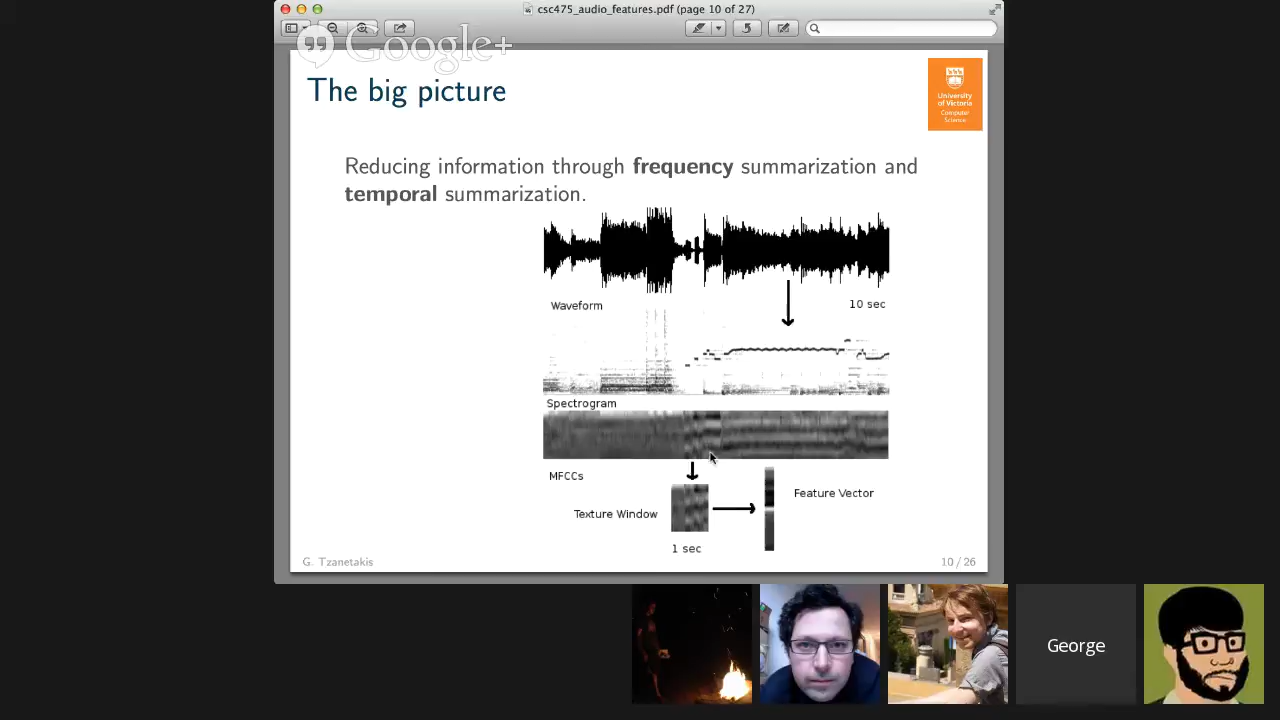 csc475_audio_features.pdf (page 10 of 27)
Google+
The big picture
University
of Victoria
Computer
Science
Reducing information through frequency summarization and
temporal summarization.
Waveform
10 sec
Spectrogram
MFCCs
Feature Vector
Texture Window
1 sec
G. Tzanetakis
10 / 26
George